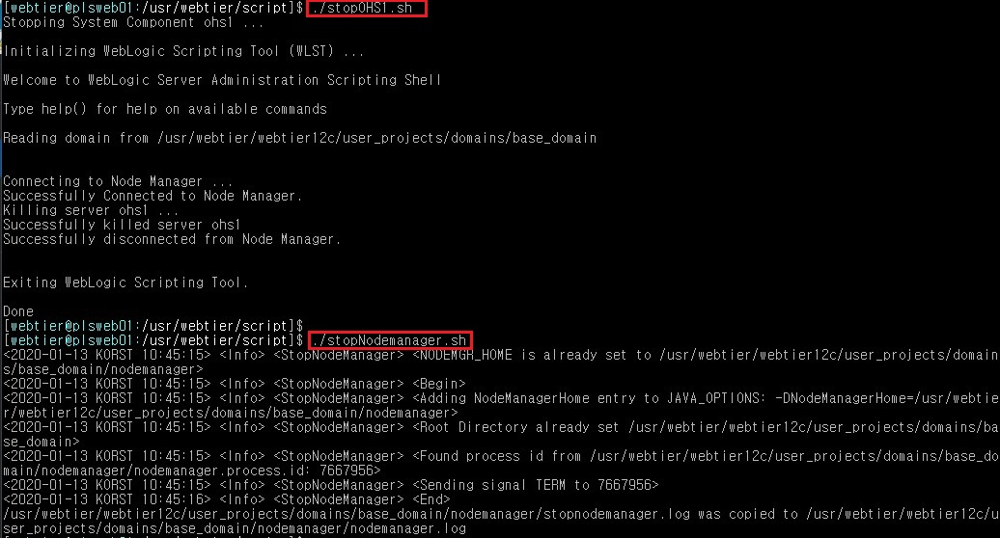 [webtier@plsweb01:/usr/webtier/script]$ ./stopOHS1.sh
Stopping System Component ohs1 ...
Initializing WebLogic Scripting Tool (WLST) ...
Welcome to WebLogic Server Administration Scripting Shell
Type help() for help on available commands
Reading domain from /usr/webtier/webtier12c/user_projects/domains/base_domain
Connecting to Node Manager ...
Successfully Connected to Node Manager.
Killing server ohs1 ...
Successfully killed server ohs1
Successfully disconnected from Node Manager.
Exiting WebLogic Scripting Tool.
Done
[webtier@plsweb01:/usr/webtier/script]$
[webtier@plsweb01:/usr/webtier/script]$ ./stopNodemanager.sh
<2020-01-13 KORST 10:45:15> <Info> <StopNodeManager> <NODEMGR_HOME is already set to /usr/webtier/webtier12c/user_projects/domain
s/base_domain/nodemanager>
<2020-01-13 KORST 10:45:15> <Info> <StopNodeManager> <Begin>
<2020-01-13 KORST 10:45:15> <Info> <StopNodeManager> <Adding NodeManagerHome entry to JAVA_OPTIONS: -DNodeManagerHome=/usr/webtie
r/webtier12c/user_projects/domains/base_domain/nodemanager>
<2020-01-13 KORST 10:45:15> <Info> <StopNodeManager> <Root Directory already set /usr/webtier/webtier12c/user_projects/domains/ba
se_domain>
<2020-01-13 KORST 10:45:15> <Info> <StopNodeManager> <Found process id from /usr/webtier/webtier12c/user_projects/domains/base_do
main/nodemanager/nodemanager.process.id: 7667956>
<2020-01-13 KORST 10:45:15> <Info> <StopNodeManager> <Sending signal TERM to 7667956>
<2020-01-13 KORST 10:45:16> <Info> <StopNodeManager> <End>
/usr/webtier/webtier12c/user_projects/domains/base_domain/nodemanager/stopnodemanager.log was copied to /usr/webtier/webtier12c/u
ser_projects/domains/base_domain/nodemanager/nodemanager.log